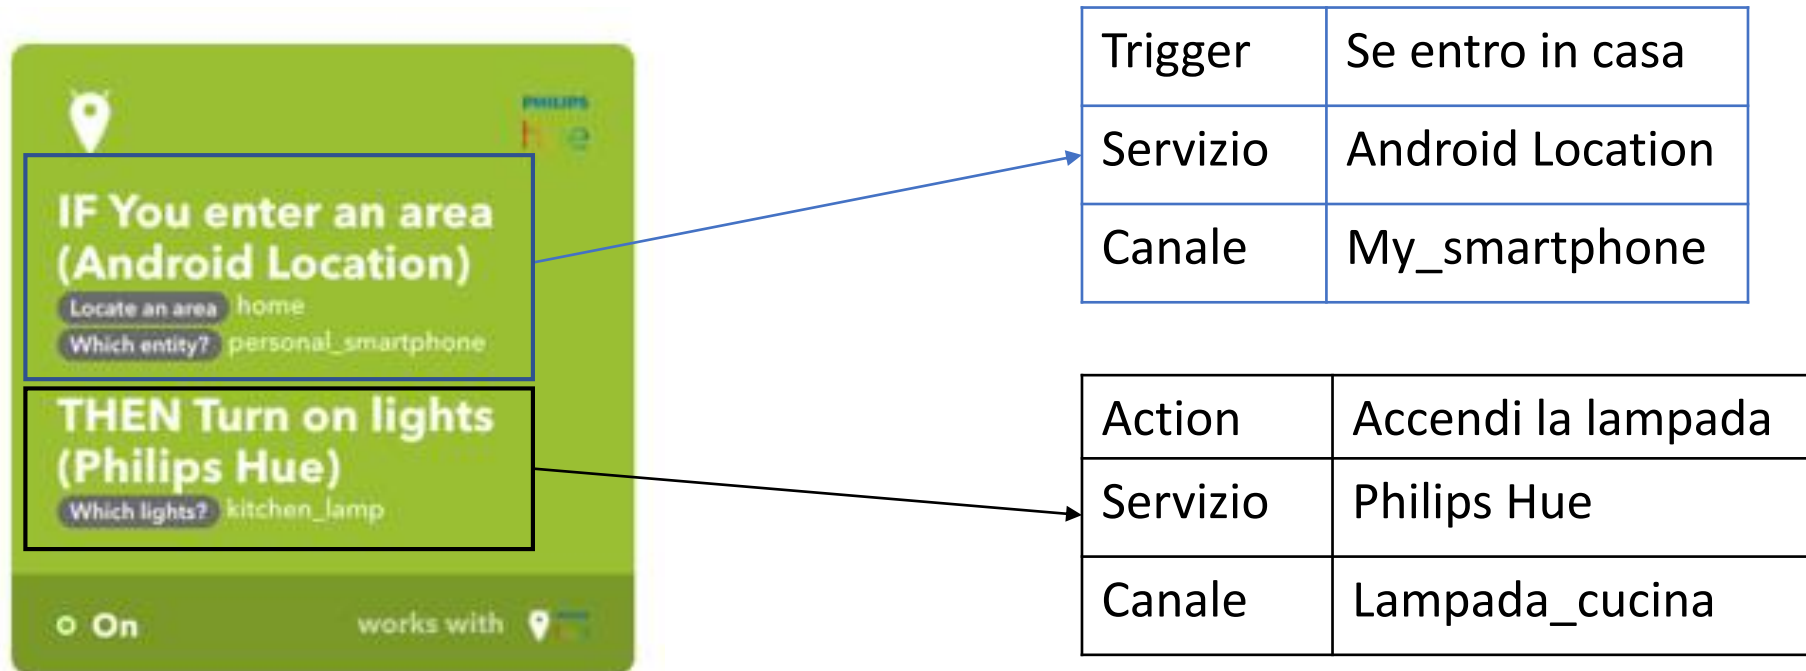 PHILIPS
hue
IF You enter an area
(Android Location)
Locate an area home
Which entity? personal_smartphone
THEN Turn on lights
(Philips Hue)
Which lights? kitchen_lamp
On
works with
Trigger Se entro in casa
Servizio Android Location
Canale My_smartphone
Action Accendi la lampada
Servizio Philips Hue
Canale Lampada_cucina